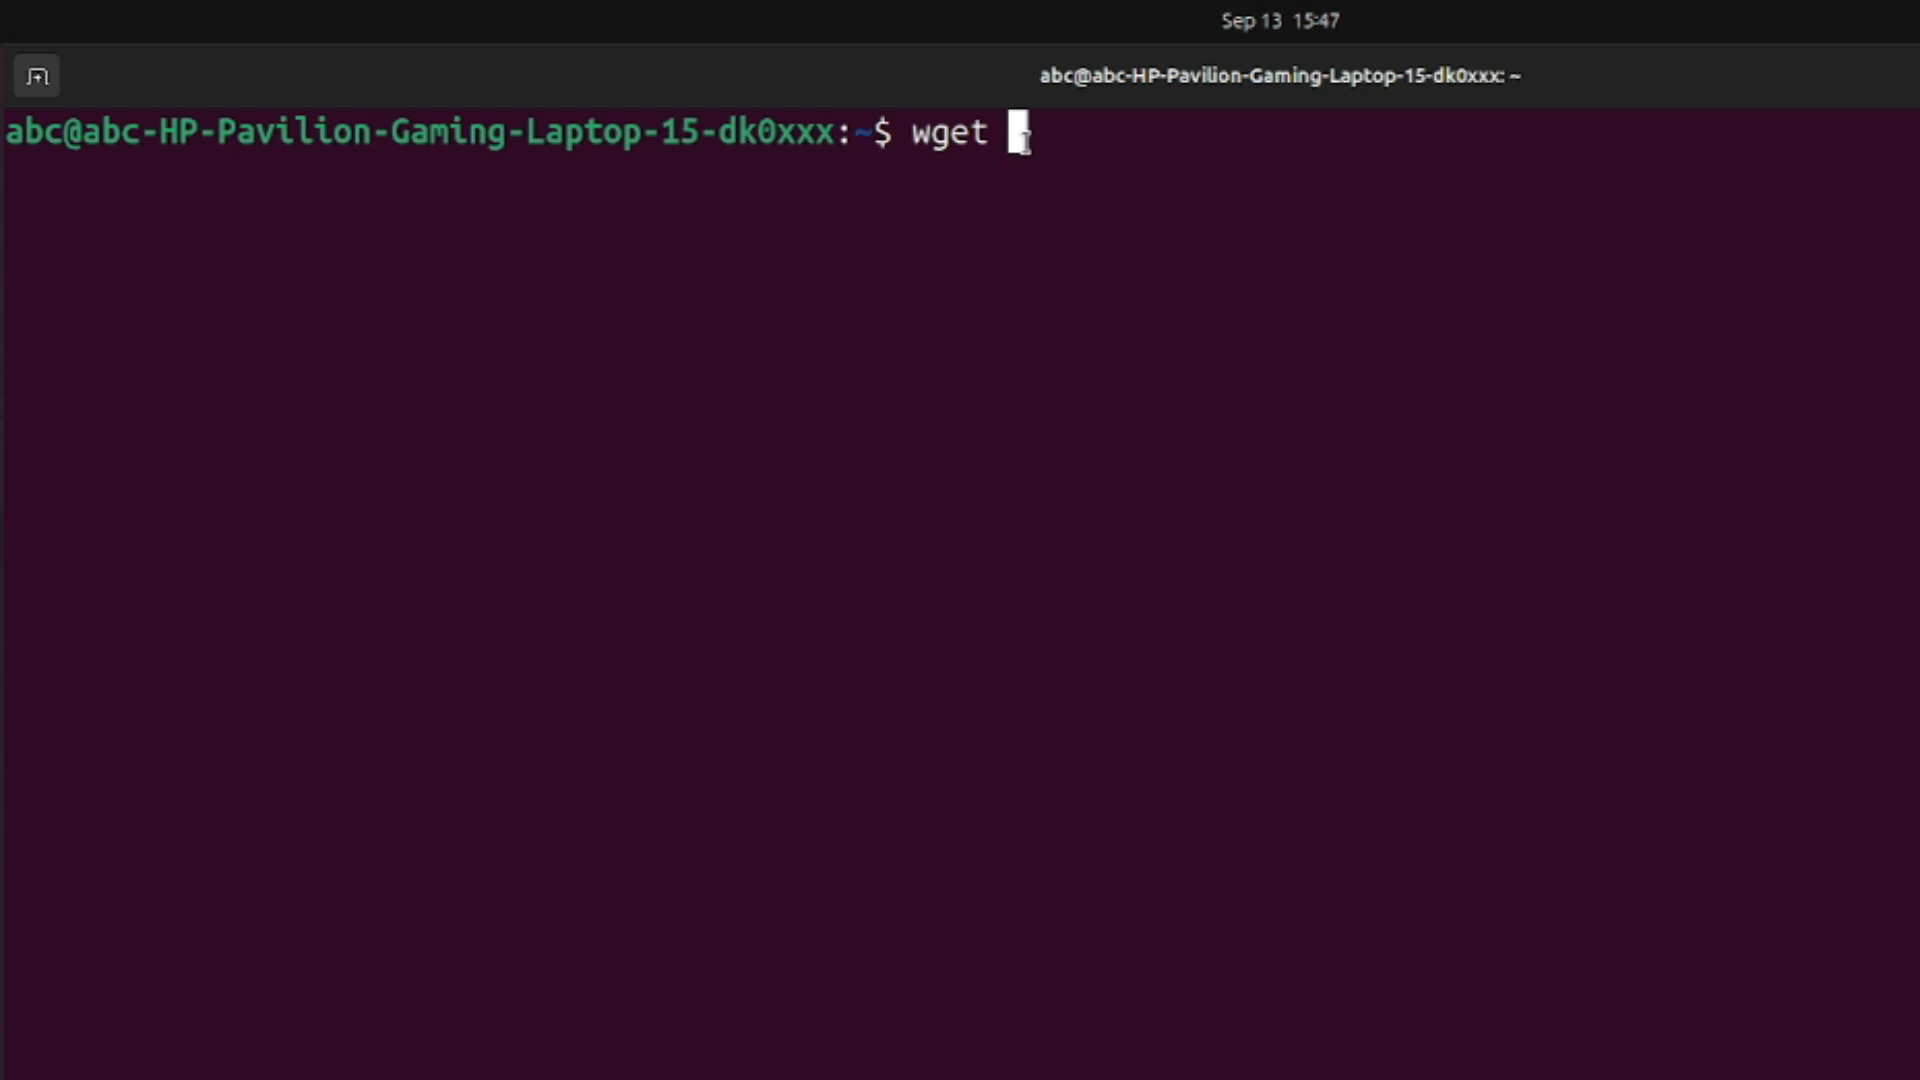 Sep 13 15:47
abc@abc-HP-Pavilion-Gaming-Laptop-15-dk0xxx: ~
abc@abc-HP-Pavilion-Gaming-Laptop-15-dk0xxx:~$ wget